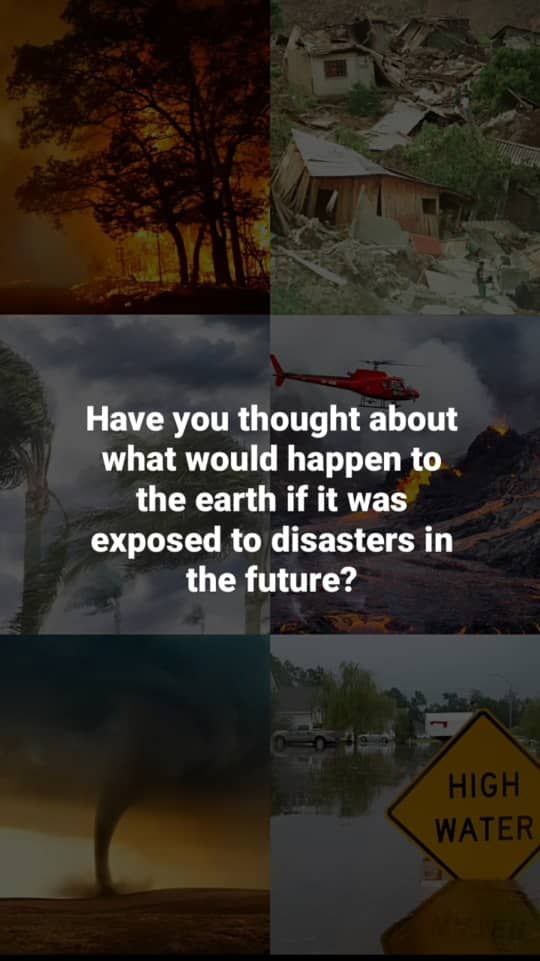 Have you thought about
what would happen to
the earth if it was
exposed to disasters in
the future?
HIGH
WATER